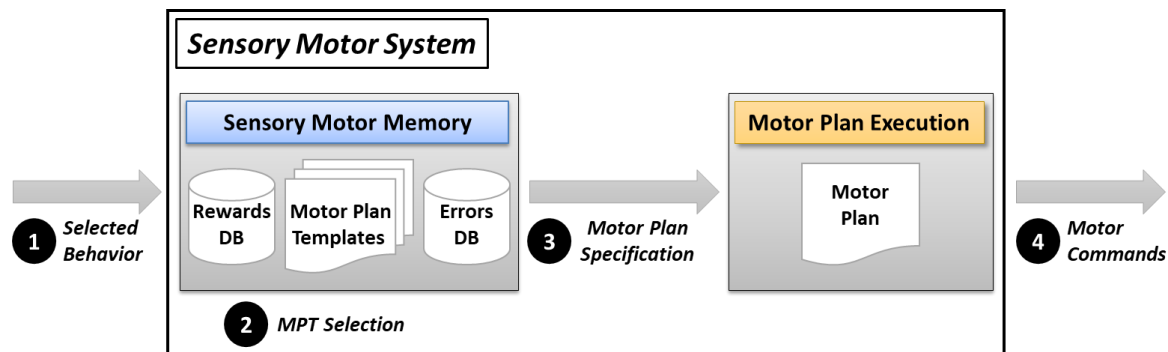 Sensory Motor System
Sensory Motor Memory
Rewards
DB
Motor Plan
Templates
Errors
DB
Motor Plan Execution
Motor
Plan
1 Selected
Behavior
2 MPT Selection
3 Motor Plan
Specification
4 Motor
Commands